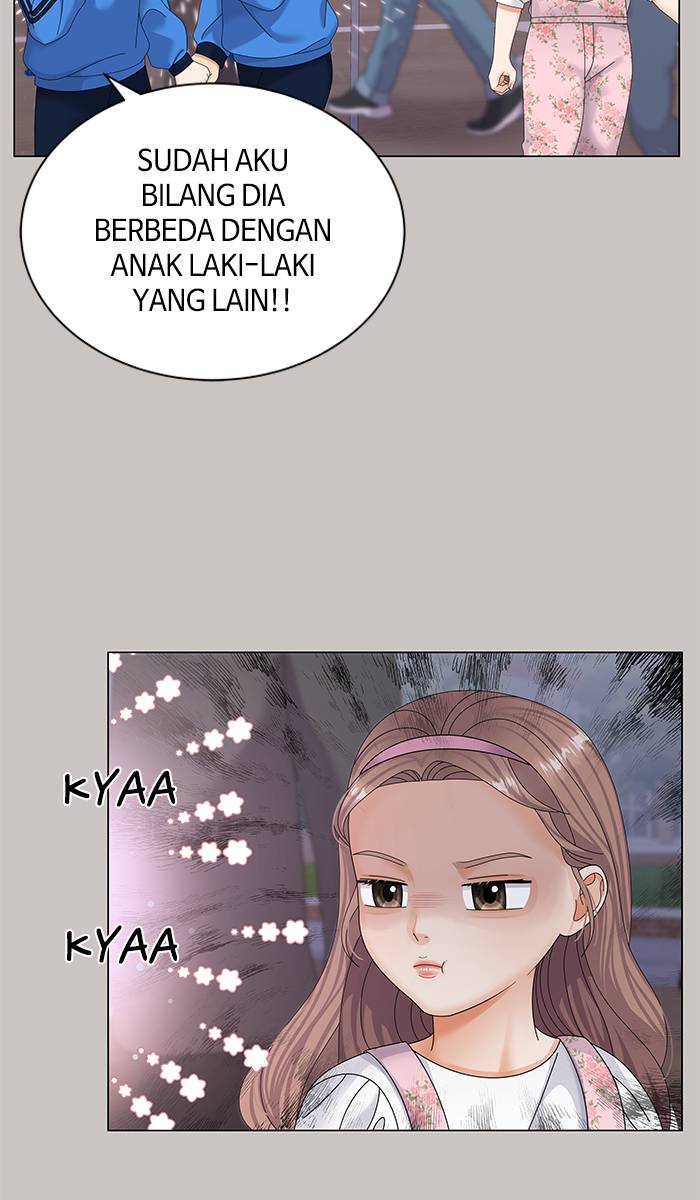 SUDAH AKU
BILANG DIA
BERBEDA DENGAN
ANAK LAKI-LAKI
YANG LAIN!!
KYAA
KYAA